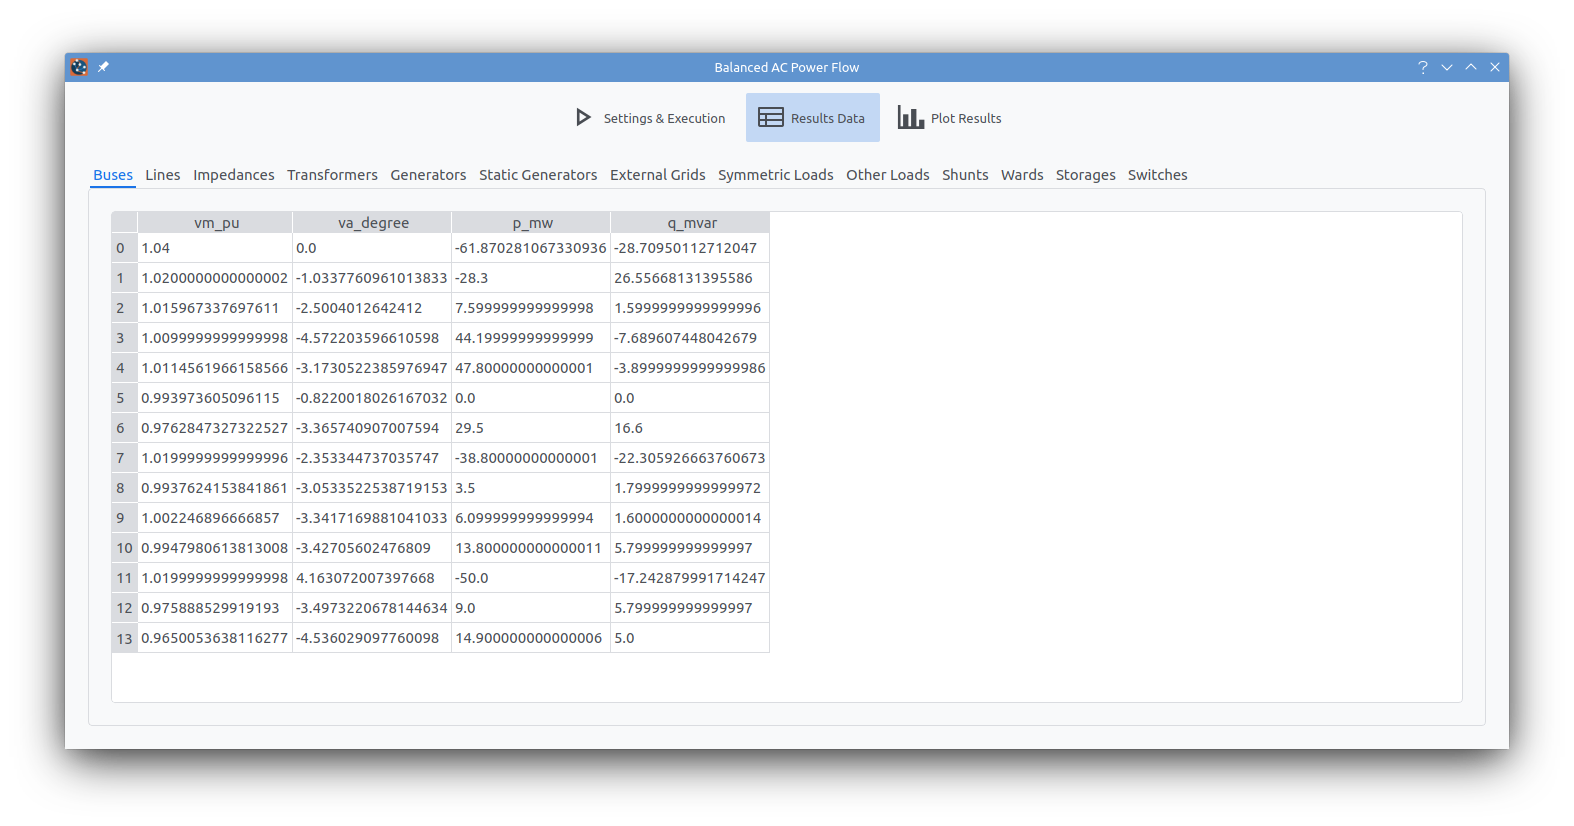 Balanced AC Power Flow
Settings & Execution Results Data Plot Results
Buses Lines Impedances Transformers Generators Static Generators External Grids Symmetric Loads Other Loads Shunts Wards Storages Switches
vm_pu va_degree p_mw q_mvar
0 1.04 0.0 -61.870281067330936 -28.70950112712047
1 1.0200000000000002 -1.0337760961013833 -28.3 26.55668131395586
2 1.015967337697611 -2.5004012642412 7.599999999999998 1.5999999999999996
3 1.0099999999999998 -4.572203596610598 44.19999999999999 -7.689607448042679
4 1.0114561966158566 -3.1730522385976947 47.80000000000001 -3.8999999999999986
5 0.993973605096115 -0.8220018026167032 0.0 0.0
6 0.9762847327322527 -3.365740907007594 29.5 16.6
7 1.0199999999999996 -2.353344737035747 -38.80000000000001 -22.305926663760673
8 0.9937624153841861 -3.0533522538719153 3.5 1.7999999999999972
9 1.002246896666857 -3.3417169881041033 6.099999999999994 1.6000000000000014
10 0.9947980613813008 -3.42705602476809 13.800000000000011 5.799999999999997
11 1.0199999999999998 4.163072007397668 -50.0 -17.242879991714247
12 0.975888529919193 -3.4973220678144634 9.0 5.799999999999997
13 0.9650053638116277 -4.536029097760098 14.900000000000006 5.0